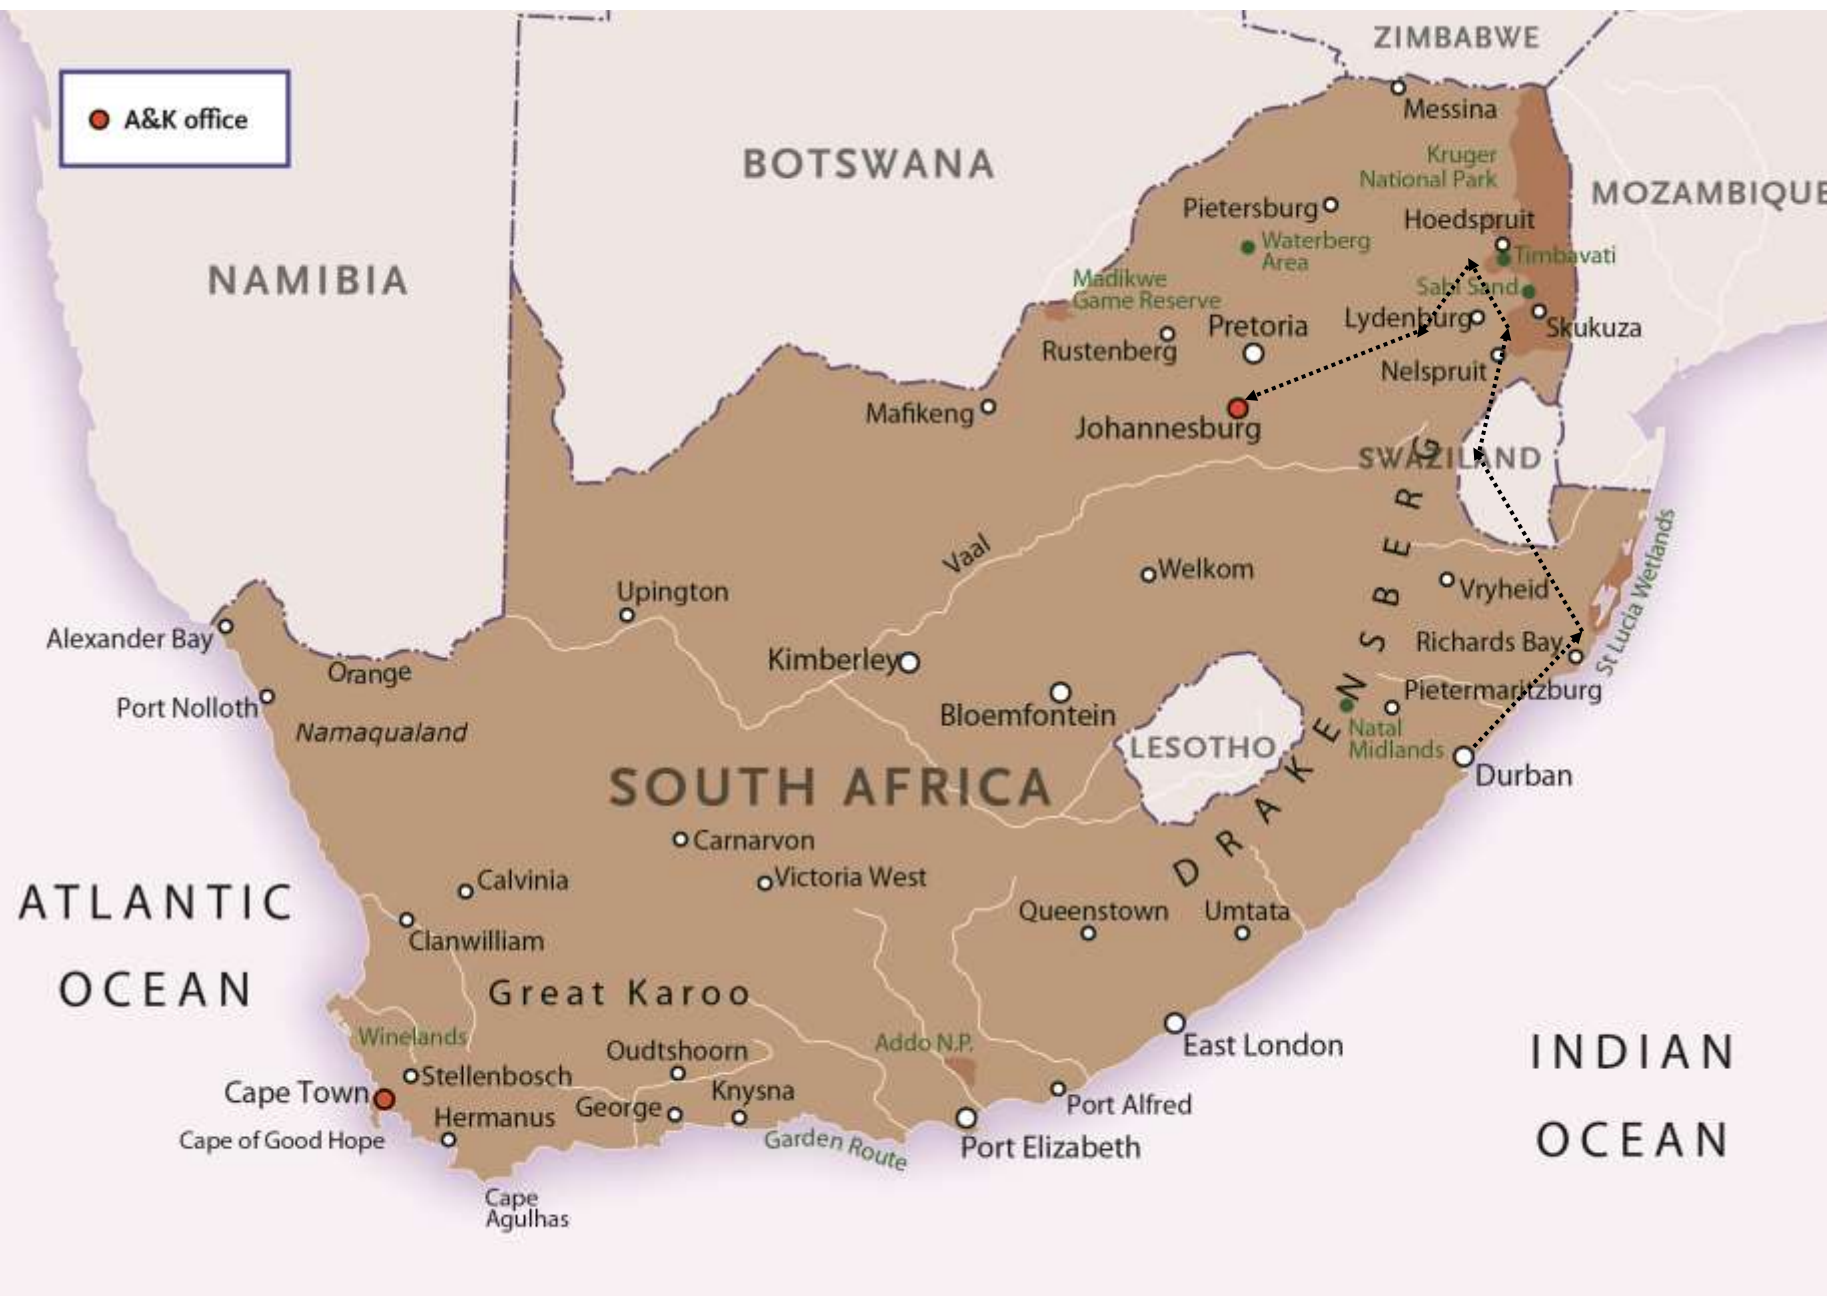 ZIMBABWE
A&K office
Messina
BOTSWANA
Kruger
National Park
MOZAMBIQUE
Pietersburg
Hoedspruit
Waterberg
Area
Timbavati
NAMIBIA
Madikwe
Game Reserve
Sabi Sand
Lydenburg
Pretoria
Skukuza
Rustenberg
Nelspruit
Mafikeng
Johannesburg
SWAZILAND
DRAKENSBERG
Vaal
Welkom
St Lucia Wetlands
Upington
Vryheid
Alexander Bay
Richards Bay
Kimberley
Orange
Pietermaritzburg
Port Nolloth
Bloemfontein
Namaqualand
Natal
Midlands
LESOTHO
SOUTH AFRICA
Durban
Carnarvon
Calvinia
Victoria West
ATLANTIC
OCEAN
Queenstown
Umtata
Clanwilliam
Great Karoo
Winelands
Addo N.P.
East London
INDIAN
OCEAN
Oudtshoorn
Stellenbosch
Cape Town
Knysna
George
Port Alfred
Hermanus
Cape of Good Hope
Garden Route
Port Elizabeth
Cape
Agulhas